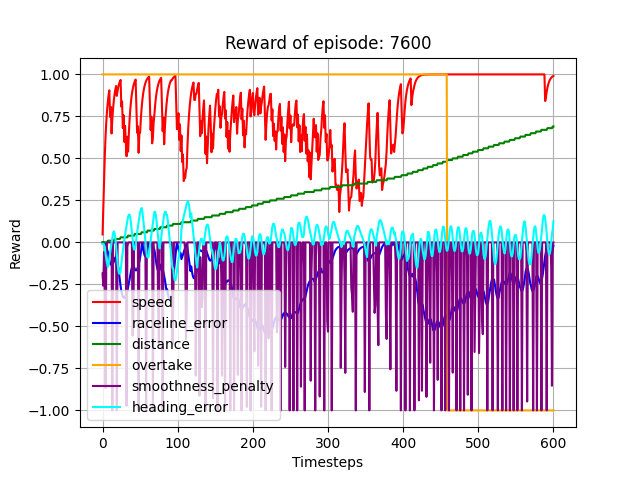 Reward of episode: 7600
1.00
0.75
0.50
0.25
0.00
−0.25
−0.50
−0.75
−1.00
Reward
speed
raceline_error
distance
overtake
smoothness_penalty
heading_error
0 100 200 300 400 500 600
Timesteps